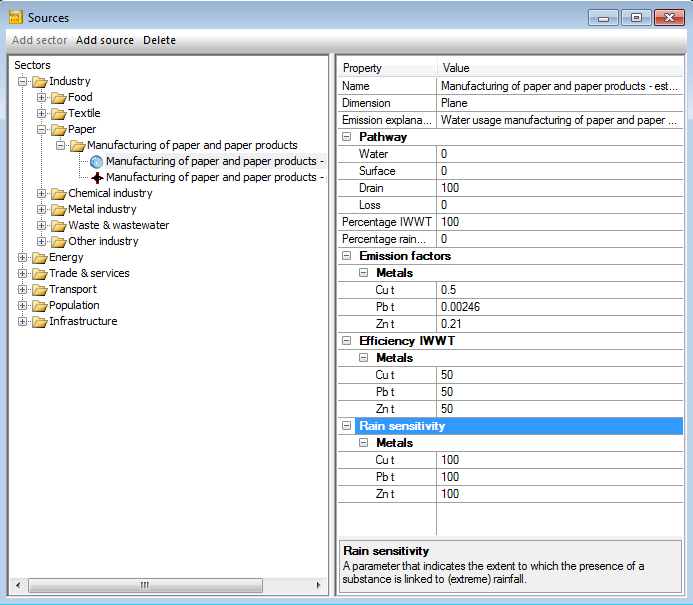 Sources
Add sector Add source Delete
Sectors
Industry
Food
Textile
Paper
Manufacturing of paper and paper products
Manufacturing of paper and paper products -
Manufacturing of paper and paper products -
Chemical industry
Metal industry
Waste & wastewater
Other industry
Energy
Trade & services
Transport
Population
Infrastructure
Property Value
Name Manufacturing of paper and paper products - est...
Dimension Plane
Emission explana... Water usage manufacturing of paper and paper ...
Pathway
Water 0
Surface 0
Drain 100
Loss 0
Percentage IWWT 100
Percentage rain... 0
Emission factors
Metals
Cu t 0.5
Pb t 0.00246
Zn t 0.21
Efficiency IWWT
Metals
Cu t 50
Pb t 50
Zn t 50
Rain sensitivity
Metals
Cu t 100
Pb t 100
Zn t 100
Rain sensitivity
A parameter that indicates the extent to which the presence of a
substance is linked to (extreme) rainfall.